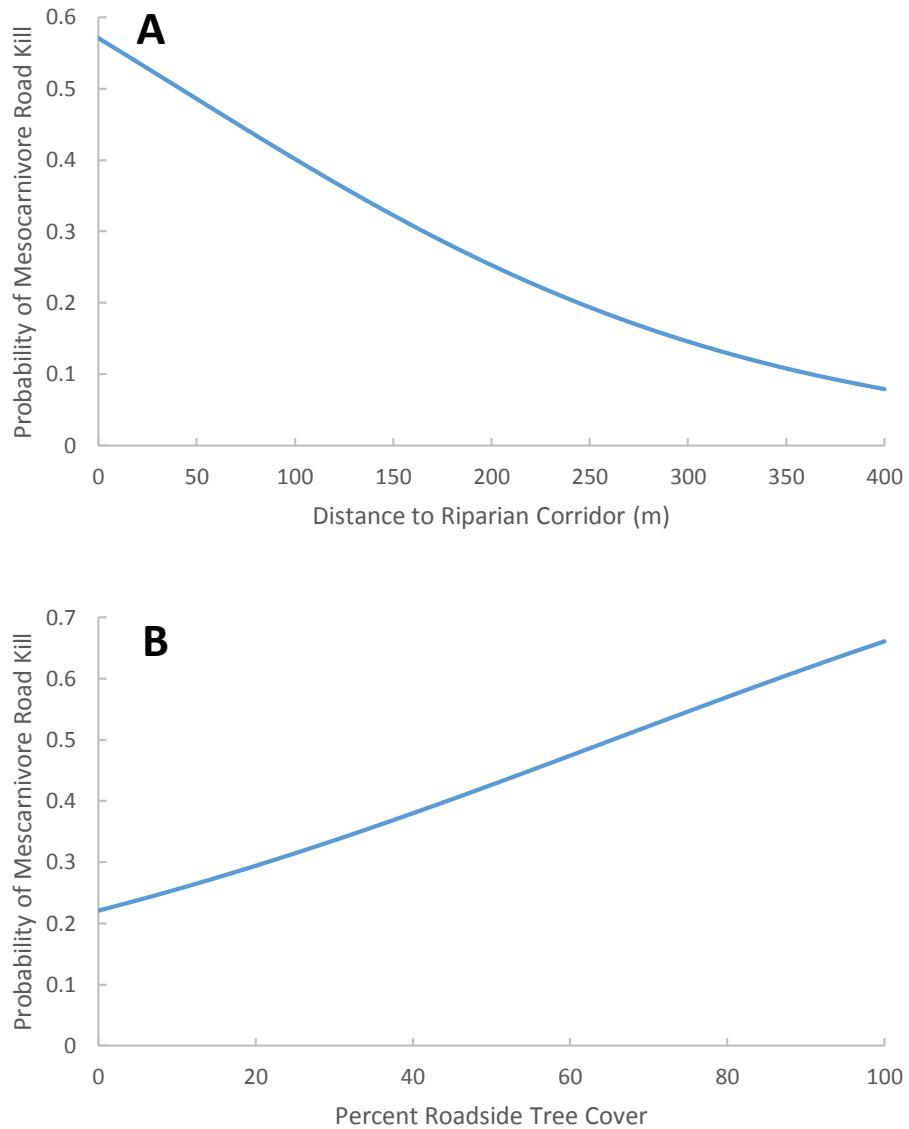 A
Probability of Mesocarnivore Road Kill
0.6
0.5
0.4
0.3
0.2
0.1
0
0 50 100 150 200 250 300 350 400
Distance to Riparian Corridor (m)
B
Probability of Mescarnivore Road Kill
0.7
0.6
0.5
0.4
0.3
0.2
0.1
0
0 20 40 60 80 100
Percent Roadside Tree Cover